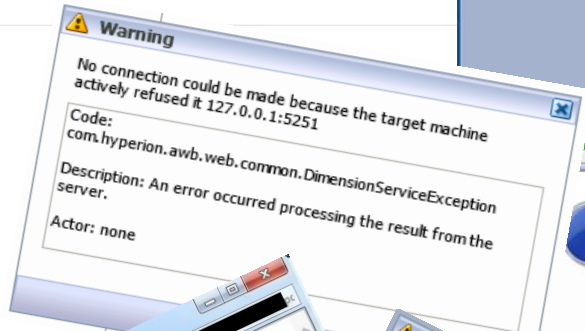 Warning
No connection could be made because the target machine
actively refused it 127.0.0.1:5251
Code:
com.hyperion.awb.web.common.DimensionServiceException
Description: An error occurred processing the result from the
server.
Actor: none